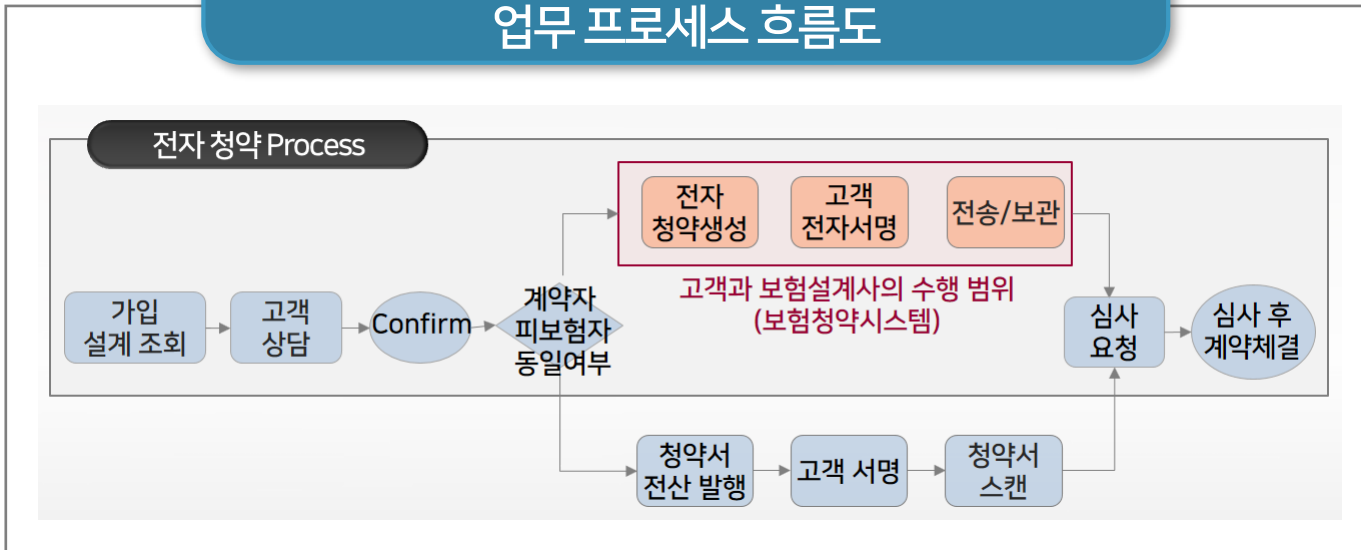 업무 프로세스 흐름도
전자 청약 Process
전자
청약생성
고객
전자서명
전송/보관
고객과 보험설계사의 수행 범위
(보험청약시스템)
가입
설계 조회
고객
상담
Confirm
계약자
피보험자
동일여부
심사
요청
심사 후
계약체결
청약서
전산 발행
고객 서명
청약서
스캔